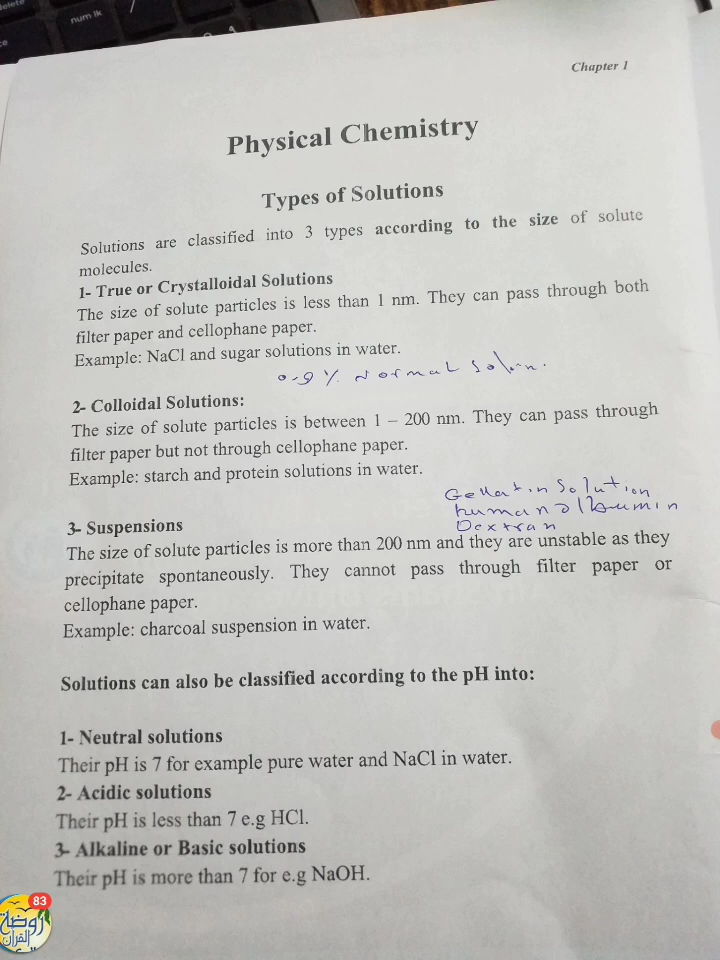 num lk
Chapter 1
Physical Chemistry
Types of Solutions
Solutions are classified into 3 types according to the size of solute
molecules.
1- True or Crystalloidal Solutions
The size of solute particles is less than 1 nm. They can pass through both
filter paper and cellophane paper.
Example: NaCl and sugar solutions in water.
0.9 % Normal
2- Colloidal Solutions:
The size of solute particles is between 1 – 200 nm. They can pass through
filter paper but not through cellophane paper.
Example: starch and protein solutions in water.
Gellatin Solution
human albumin
Dextran
3- Suspensions
The size of solute particles is more than 200 nm and they are unstable as they
precipitate spontaneously. They cannot pass through filter paper or
cellophane paper.
Example: charcoal suspension in water.
Solutions can also be classified according to the pH into:
1- Neutral solutions
Their pH is 7 for example pure water and NaCl in water.
2- Acidic solutions
Their pH is less than 7 e.g HCl.
3- Alkaline or Basic solutions
Their pH is more than 7 for e.g NaOH.
83
روضة
القرآن